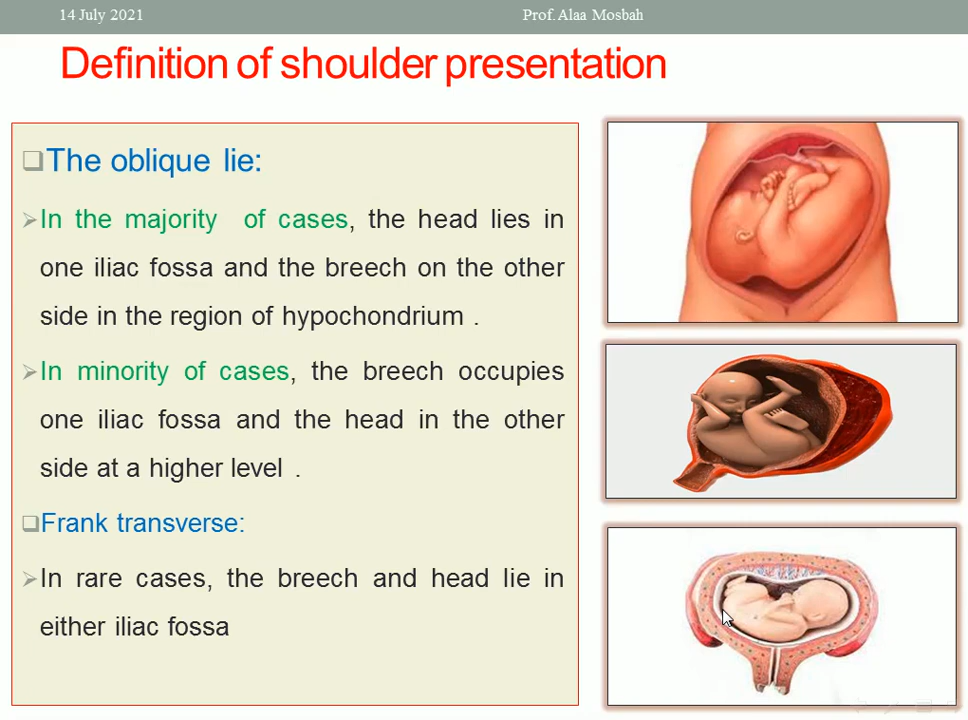 14 July 2021
Prof. Alaa Mosbah
Definition of shoulder presentation
The oblique lie:
In the majority of cases, the head lies in
one iliac fossa and the breech on the other
side in the region of hypochondrium .
In minority of cases, the breech occupies
one iliac fossa and the head in the other
side at a higher level .
Frank transverse:
In rare cases, the breech and head lie in
either iliac fossa